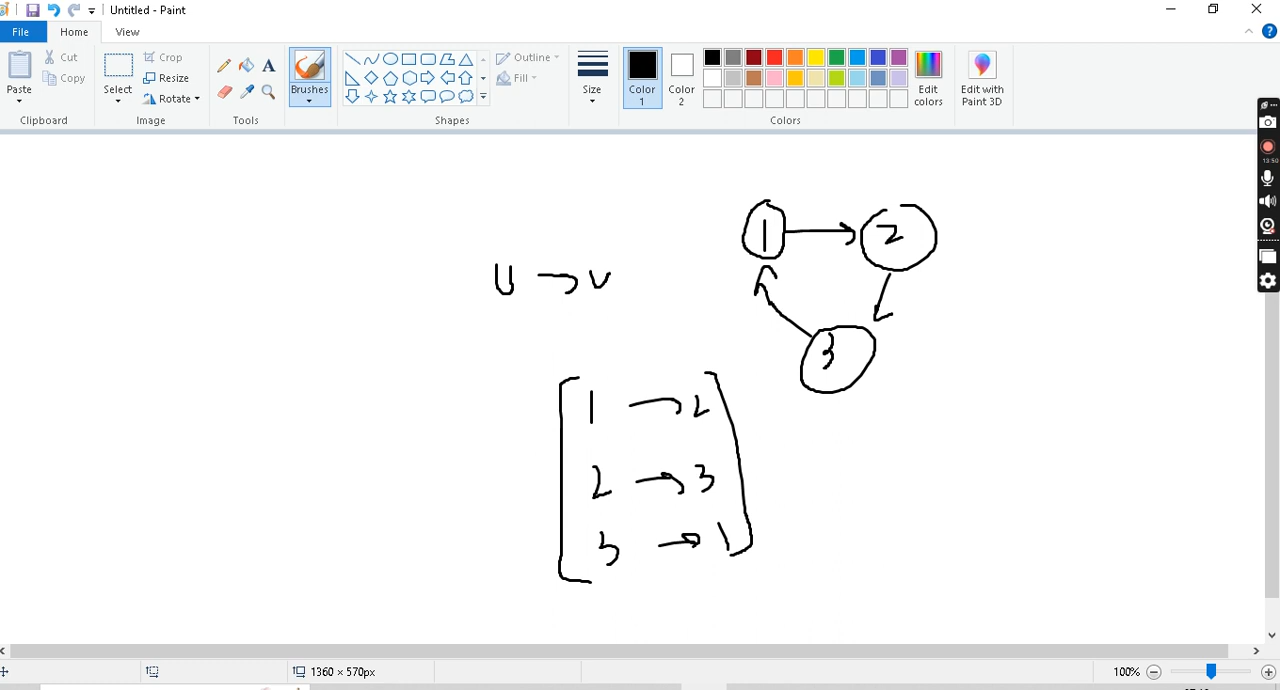 Untitled - Paint
File Home View
Paste Cut Copy
Clipboard
Select Crop Resize Rotate
Image
A
Tools
Brushes
Shapes
Outline Fill
Size
Color 1 Color 2
Edit colors
Colors
Edit with Paint 3D
13:50
1 → 2
U → V
3
1 → 2
2 → 3
3 → 1
1360 × 570px
100%